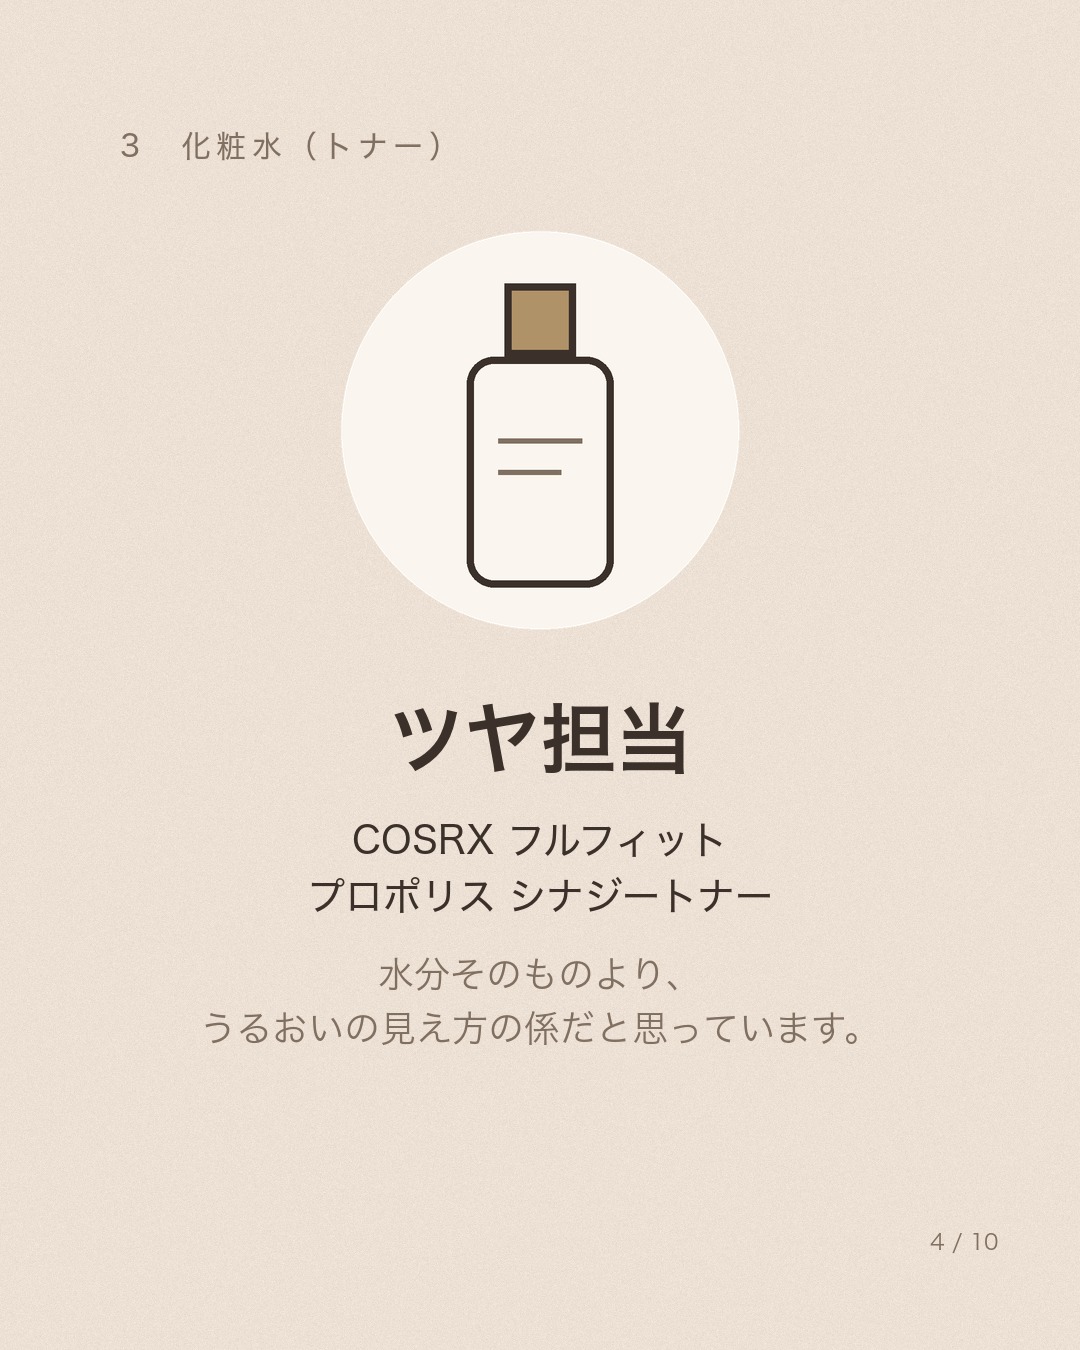 3　化粧水（トナー）
ツヤ担当
COSRX フルフィット
プロポリス シナジートナー
水分そのものより、
うるおいの見え方の係だと思っています。
4 / 10